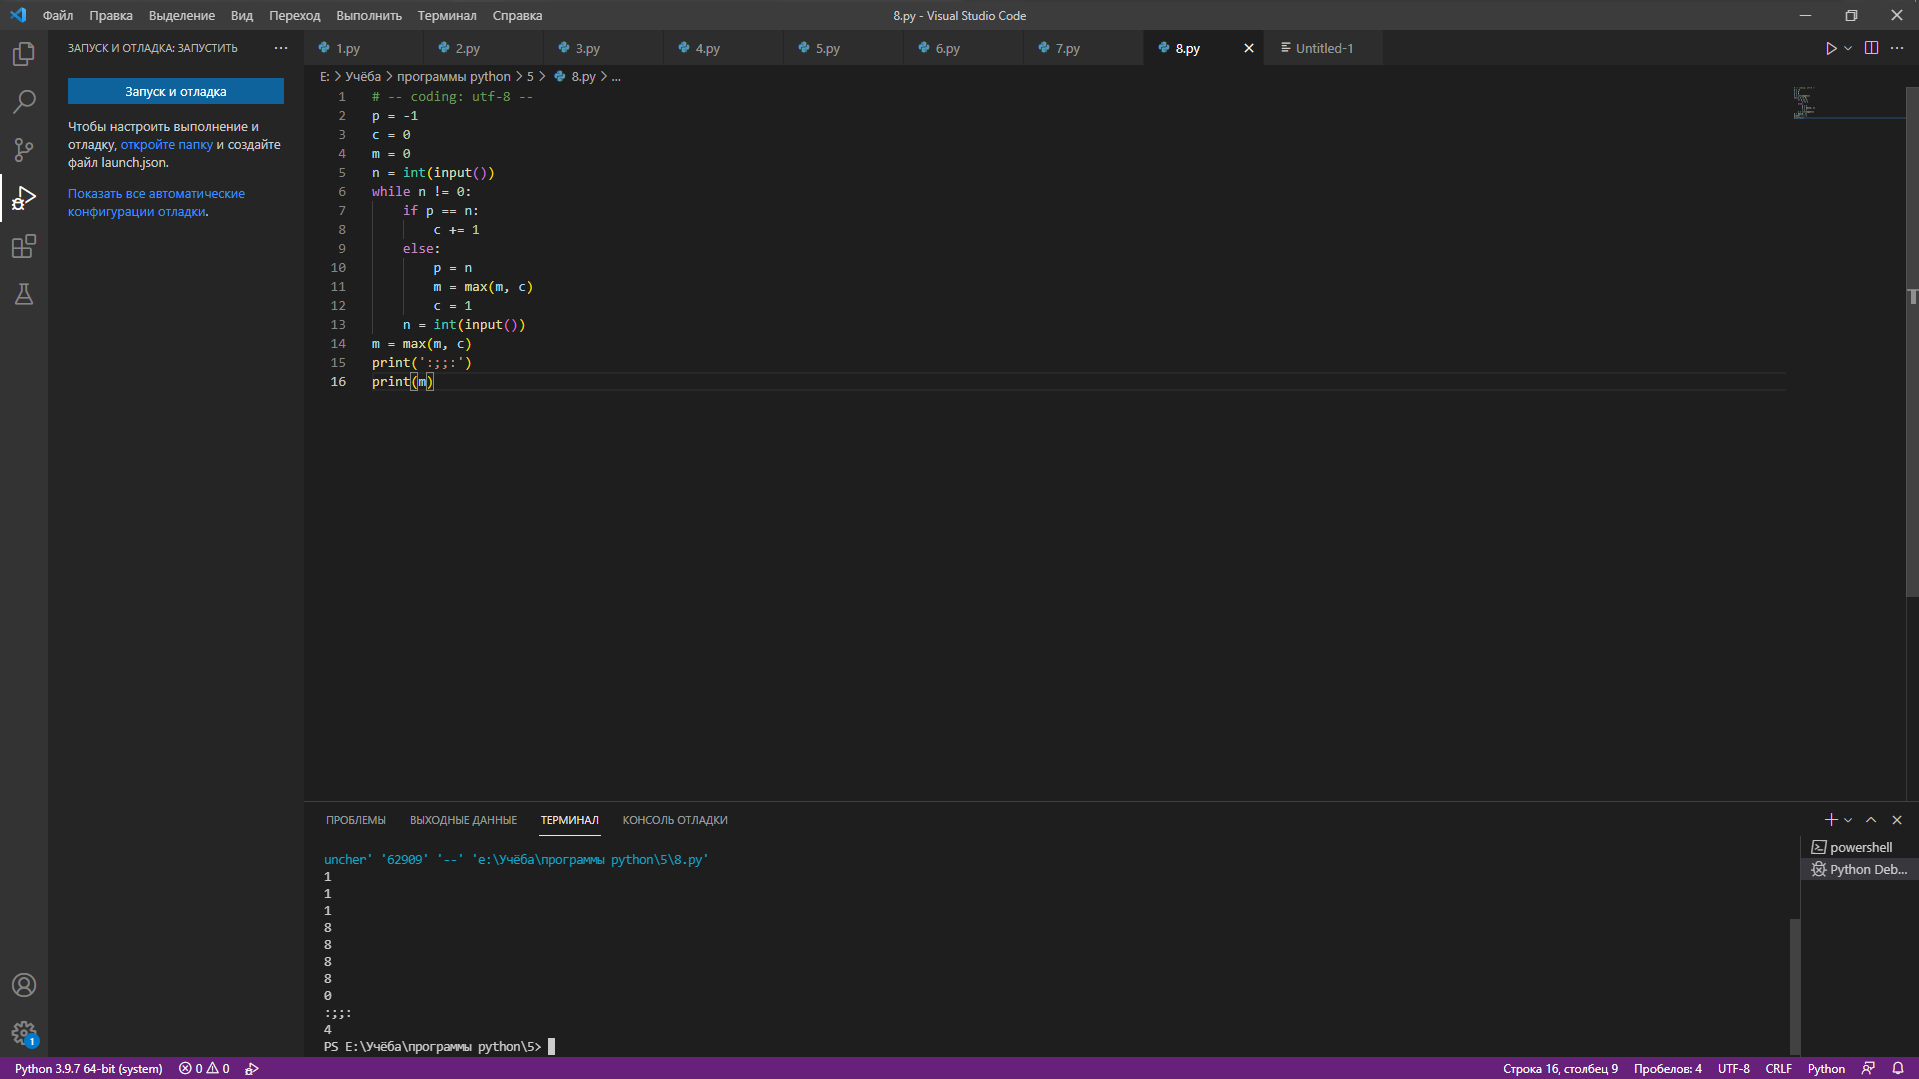 Файл Правка Выделение Вид Переход Выполнить Терминал Справка
8.py - Visual Studio Code
ЗАПУСК И ОТЛАДКА: ЗАПУСТИТЬ
Запуск и отладка
Чтобы настроить выполнение и
отладку, откройте папку и создайте
файл launch.json.
Показать все автоматические
конфигурации отладки.
1.py 2.py 3.py 4.py 5.py 6.py 7.py 8.py Untitled-1
E: > Учёба > программы python > 5 > 8.py > ...
1 # -- coding: utf-8 --
2 p = -1
3 c = 0
4 m = 0
5 n = int(input())
6 while n != 0:
7 if p == n:
8 c += 1
9 else:
10 p = n
11 m = max(m, c)
12 c = 1
13 n = int(input())
14 m = max(m, c)
15 print(':;;:')
16 print(m)
ПРОБЛЕМЫ ВЫХОДНЫЕ ДАННЫЕ ТЕРМИНАЛ КОНСОЛЬ ОТЛАДКИ
uncher' '62909' '--' 'e:\Учёба\программы python\5\8.py'
1
1
1
8
8
8
8
0
:;;:
4
PS E:\Учёба\программы python\5>
powershell
Python Deb...
1
Python 3.9.7 64-bit (system) 0 0
Строка 16, столбец 9 Пробелов: 4 UTF-8 CRLF Python